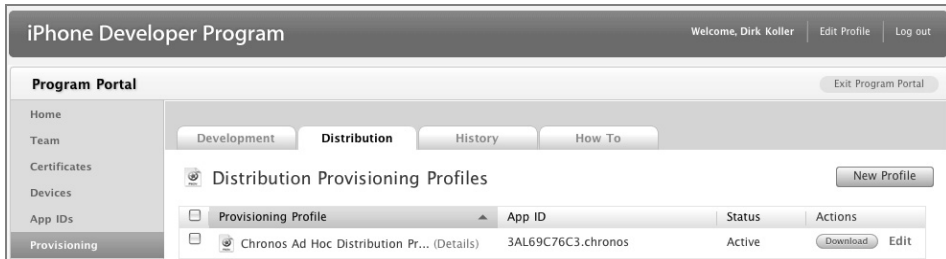 iPhone Developer Program
Welcome, Dirk Koller
Edit Profile
Log out
Program Portal
Exit Program Portal
Home
Team
Certificates
Devices
App IDs
Provisioning
Development
Distribution
History
How To
Distribution Provisioning Profiles
New Profile
Provisioning Profile
App ID
Status
Actions
Chronos Ad Hoc Distribution Pr... (Details)
3AL69C76C3.chronos
Active
Download
Edit